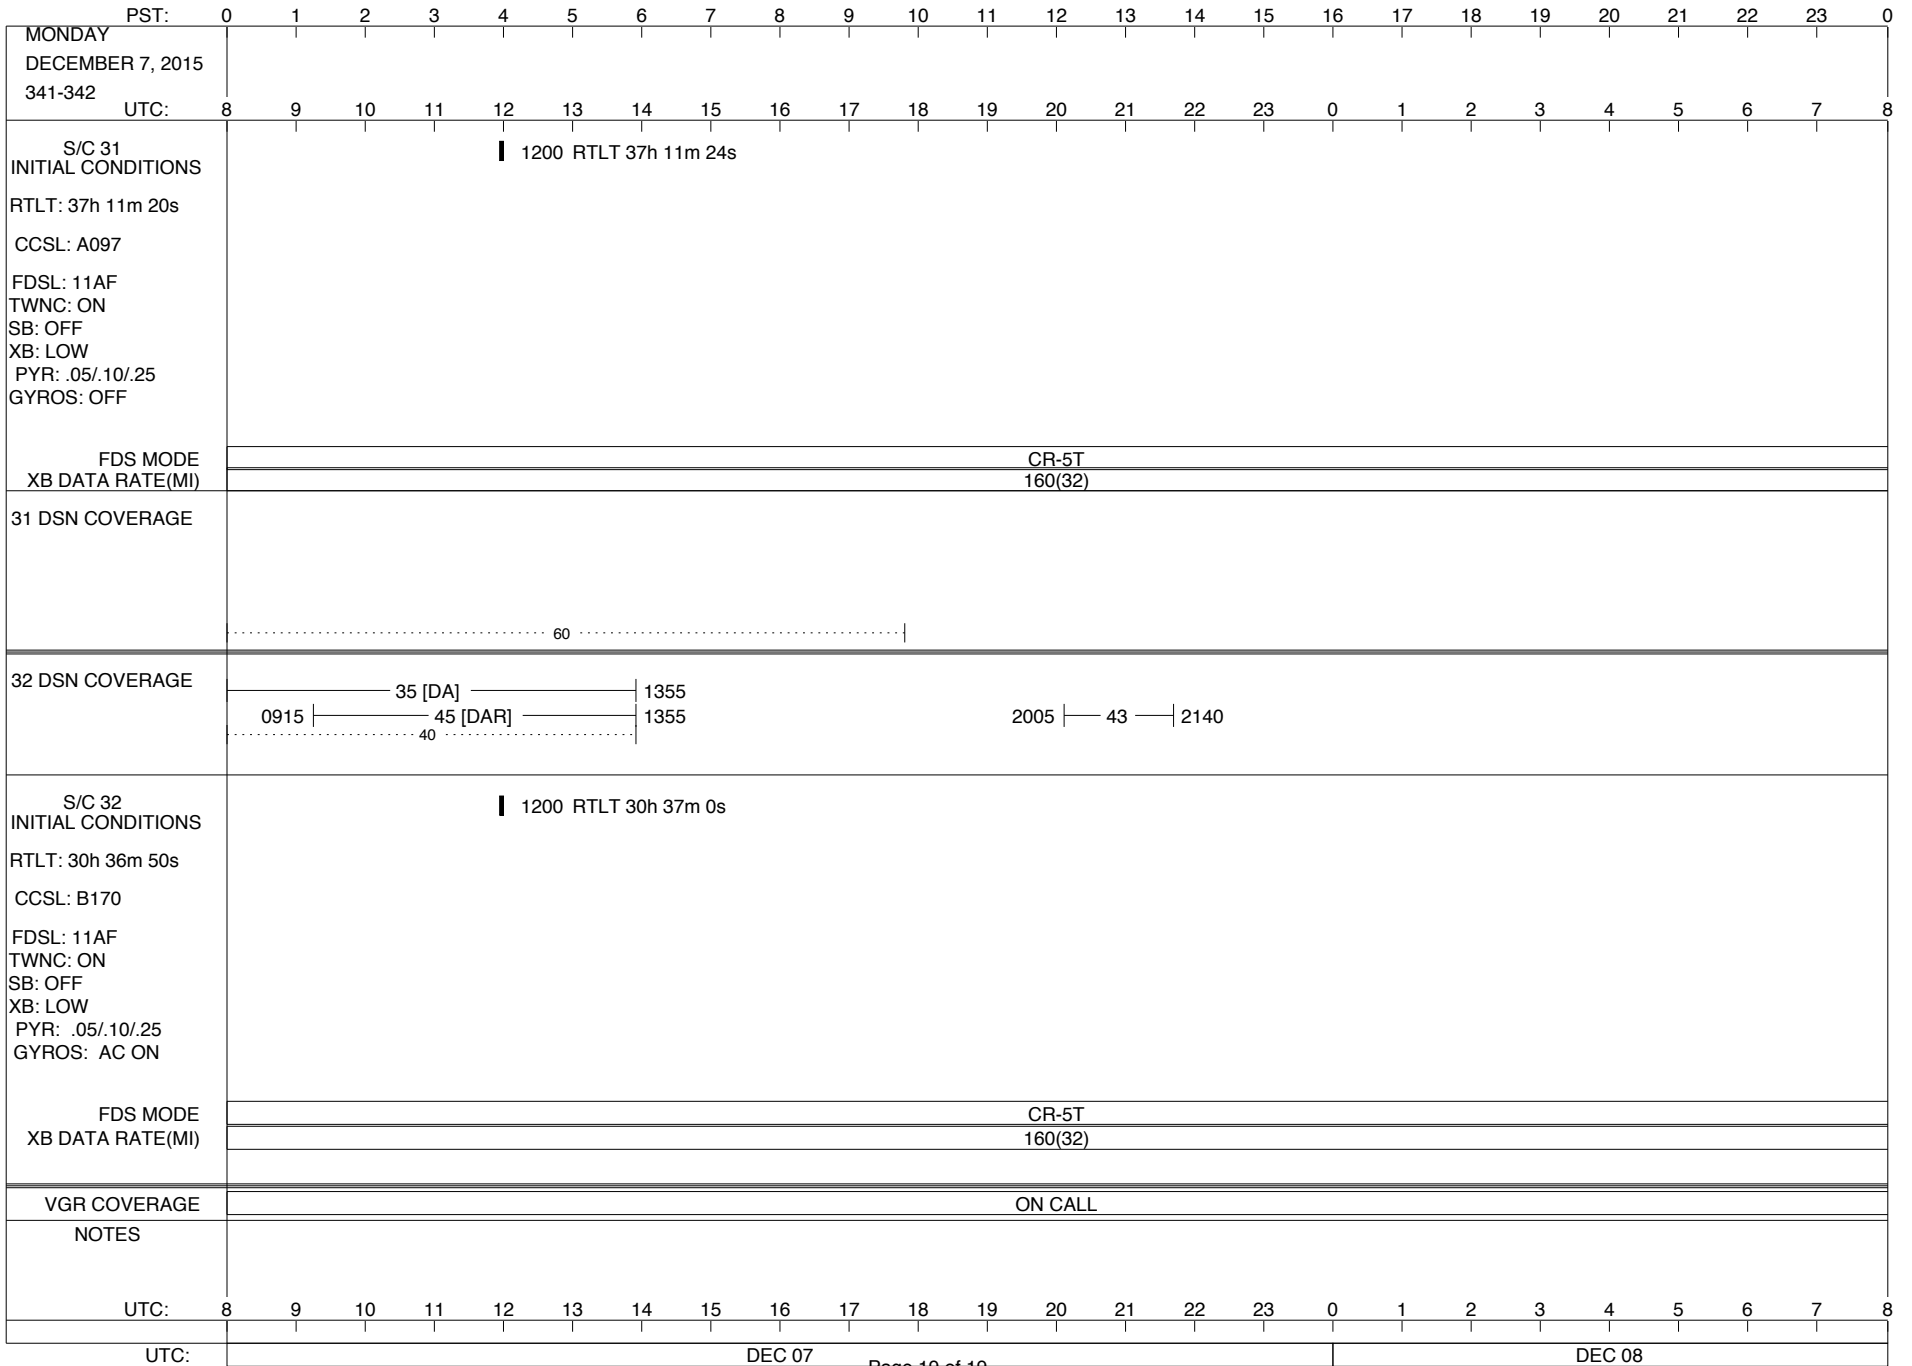 PST: 0 1 2 3 4 5 6 7 8 9 10 11 12 13 14 15 16 17 18 19 20 21 22 23 0
MONDAY
DECEMBER 7, 2015
341-342
UTC: 8 9 10 11 12 13 14 15 16 17 18 19 20 21 22 23 0 1 2 3 4 5 6 7 8
S/C 31
INITIAL CONDITIONS
1200 RTLT 37h 11m 24s
RTLT: 37h 11m 20s
CCSL: A097
FDSL: 11AF
TWNC: ON
SB: OFF
XB: LOW
PYR: .05/.10/.25
GYROS: OFF
FDS MODE CR-5T
XB DATA RATE(MI) 160(32)
31 DSN COVERAGE
60
32 DSN COVERAGE
35 [DA] 1355
0915 45 [DAR] 1355 2005 43 2140
40
S/C 32
INITIAL CONDITIONS
1200 RTLT 30h 37m 0s
RTLT: 30h 36m 50s
CCSL: B170
FDSL: 11AF
TWNC: ON
SB: OFF
XB: LOW
PYR: .05/.10/.25
GYROS: AC ON
FDS MODE CR-5T
XB DATA RATE(MI) 160(32)
VGR COVERAGE ON CALL
NOTES
UTC: 8 9 10 11 12 13 14 15 16 17 18 19 20 21 22 23 0 1 2 3 4 5 6 7 8
UTC: DEC 07 DEC 08
Page 19 of 19